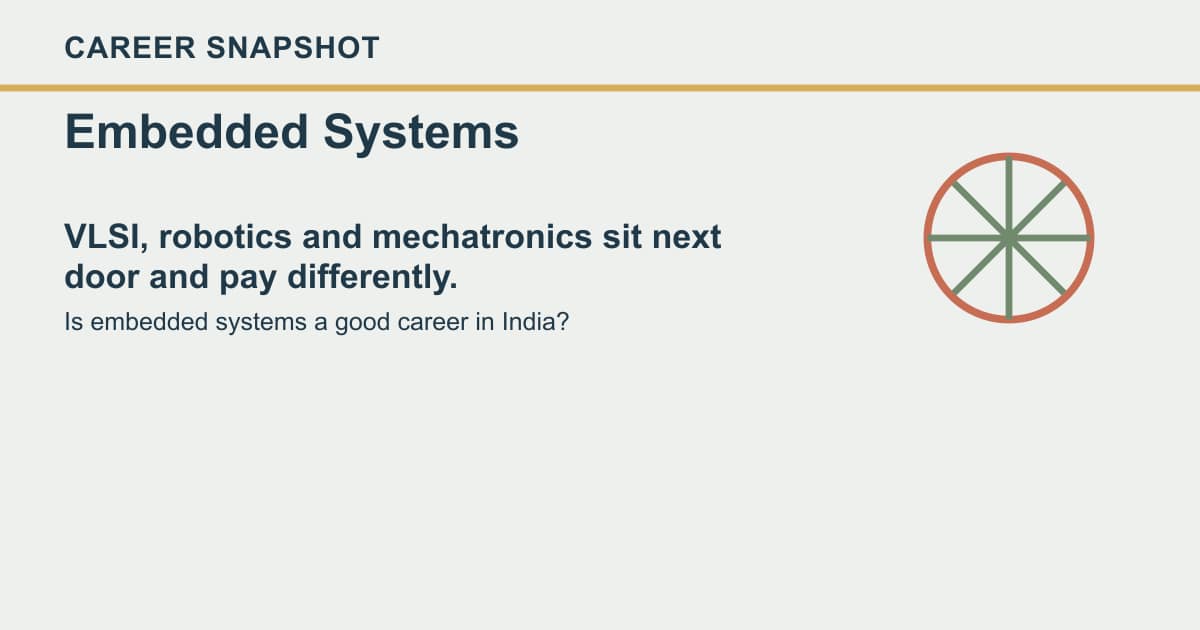 CAREER SNAPSHOT
Embedded Systems
VLSI, robotics and mechatronics sit next
door and pay differently.
Is embedded systems a good career in India?